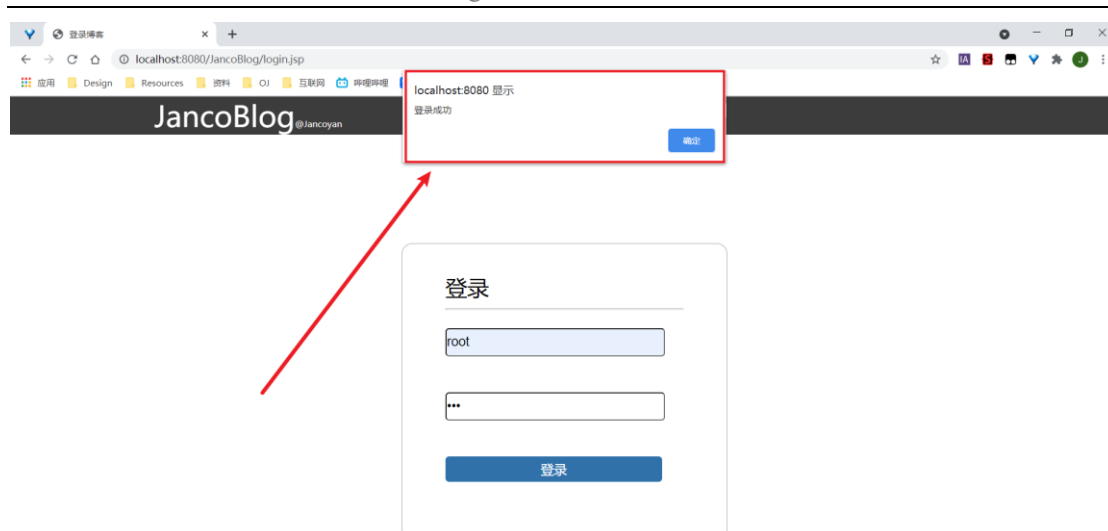 登录博客
localhost:8080/JancoBlog/login.jsp
应用 Design Resources 资料 OJ 互联网 哔哩哔哩
JancoBlog@Jancoyan
localhost:8080 显示
登录成功
确定
登录
root
•••
登录